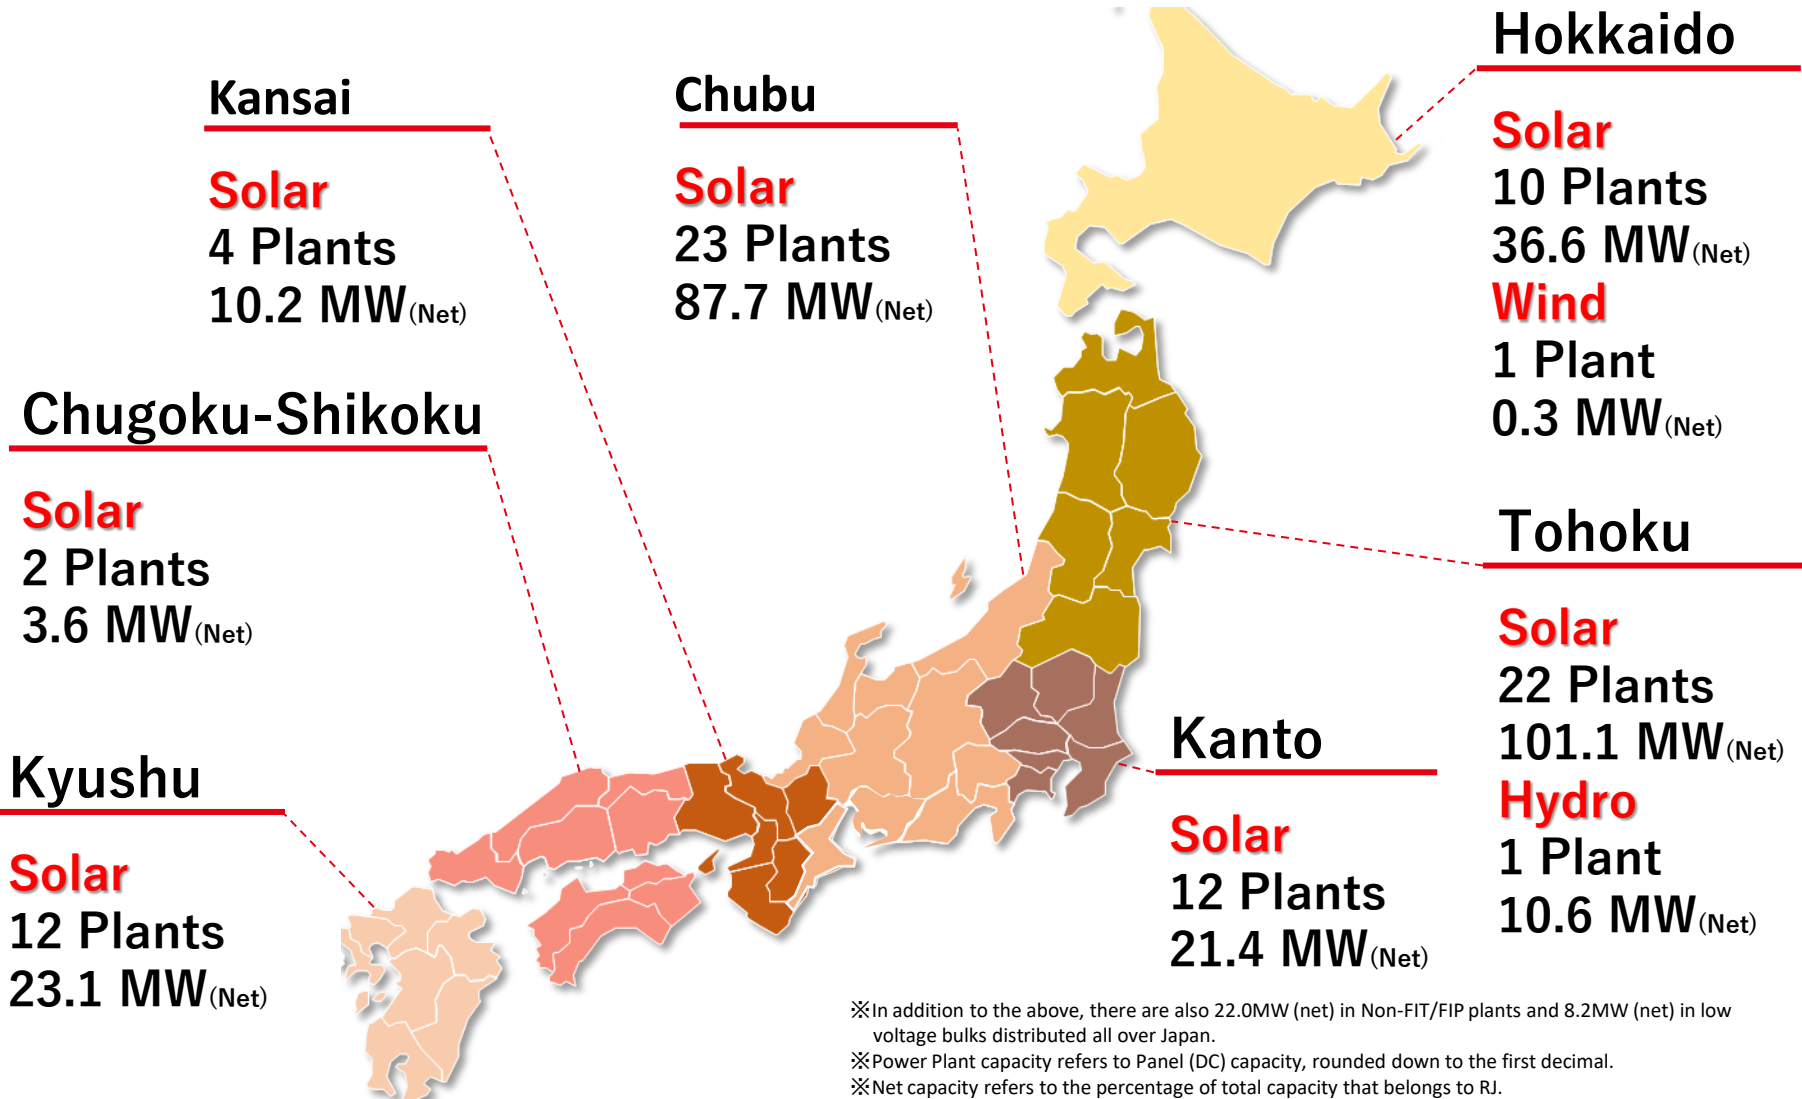 Hokkaido
Solar
10 Plants
36.6 MW(Net)
Wind
1 Plant
0.3 MW(Net)
Kansai
Solar
4 Plants
10.2 MW(Net)
Chubu
Solar
23 Plants
87.7 MW(Net)
Chugoku-Shikoku
Solar
2 Plants
3.6 MW(Net)
Tohoku
Solar
22 Plants
101.1 MW(Net)
Hydro
1 Plant
10.6 MW(Net)
Kanto
Solar
12 Plants
21.4 MW(Net)
Kyushu
Solar
12 Plants
23.1 MW(Net)
※In addition to the above, there are also 22.0MW (net) in Non-FIT/FIP plants and 8.2MW (net) in low
voltage bulks distributed all over Japan.
※Power Plant capacity refers to Panel (DC) capacity, rounded down to the first decimal.
※Net capacity refers to the percentage of total capacity that belongs to RJ.